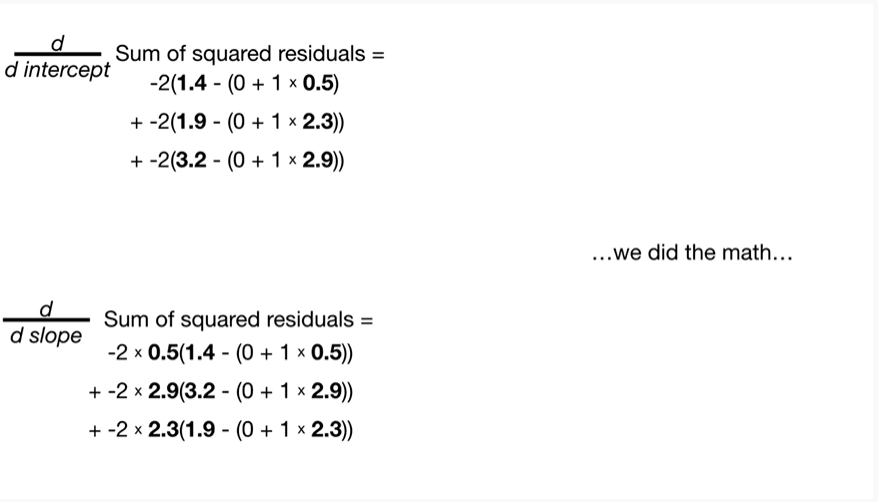 d
d intercept
Sum of squared residuals =
-2(1.4 - (0 + 1 × 0.5)
+ -2(1.9 - (0 + 1 × 2.3))
+ -2(3.2 - (0 + 1 × 2.9))
…we did the math…
d
d slope
Sum of squared residuals =
-2 × 0.5(1.4 - (0 + 1 × 0.5))
+ -2 × 2.9(3.2 - (0 + 1 × 2.9))
+ -2 × 2.3(1.9 - (0 + 1 × 2.3))